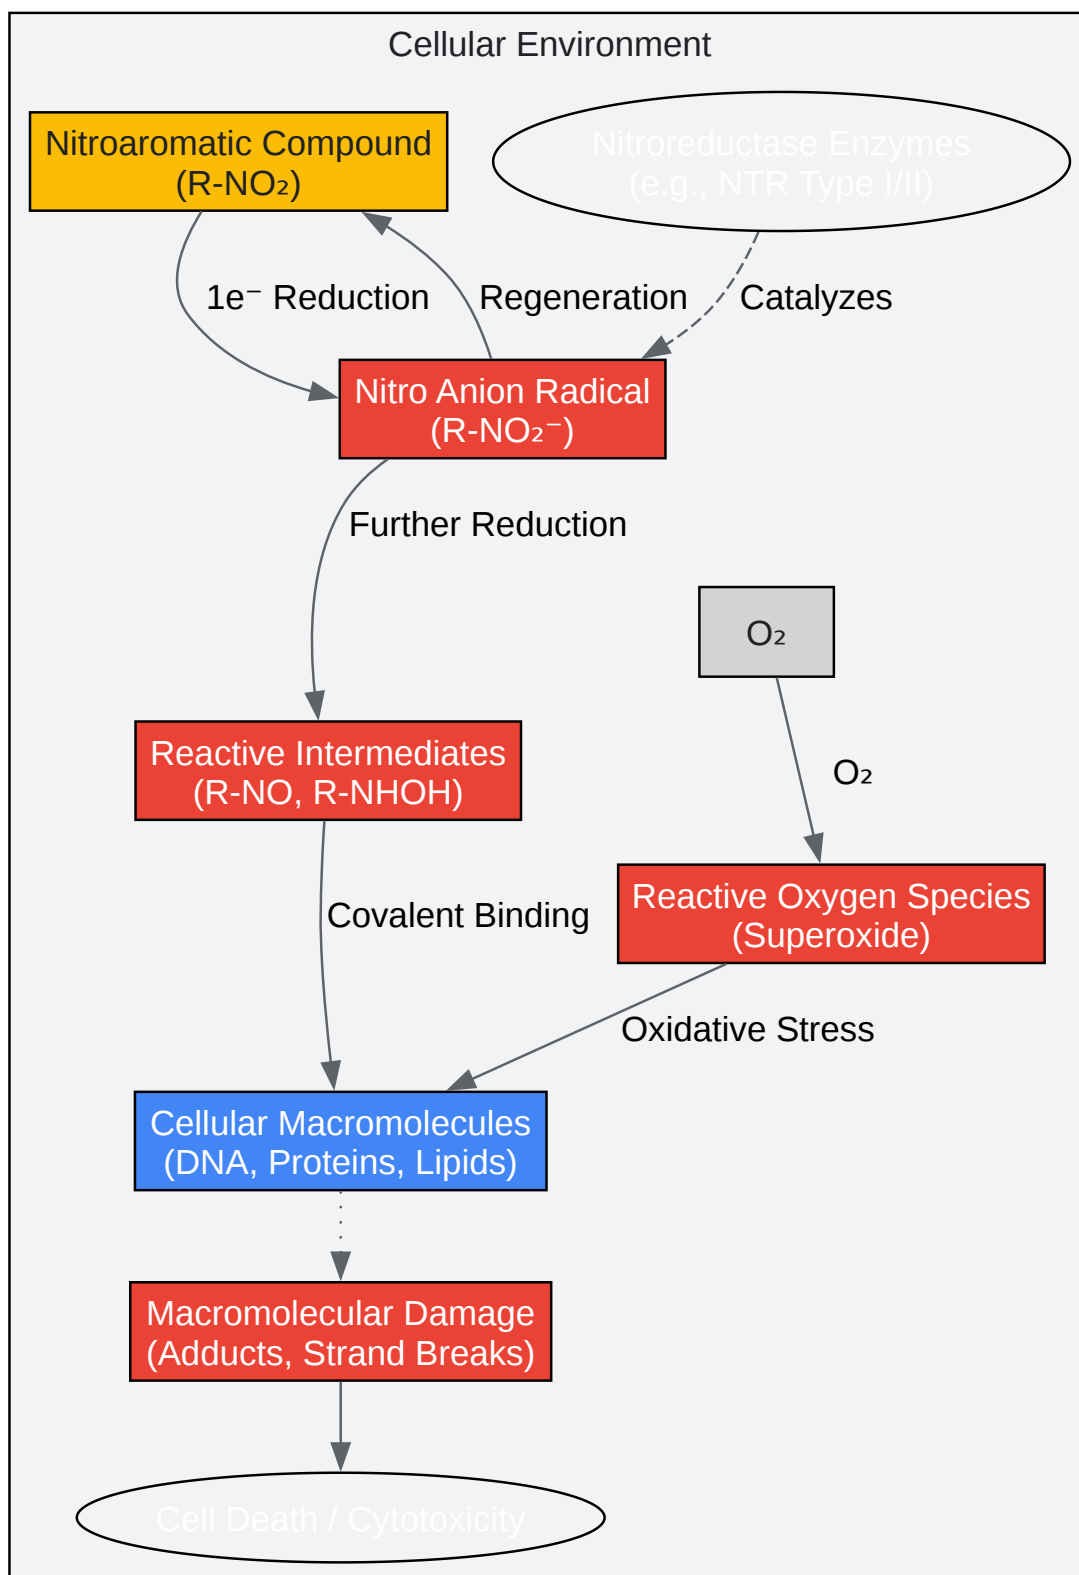 Cellular Environment
Nitroaromatic Compound
(R-NO₂)
Nitroreductase Enzymes
(e.g., NTR Type I/II)
1e⁻ Reduction
Regeneration
Catalyzes
Nitro Anion Radical
(R-NO₂⁻)
Further Reduction
O₂
Reactive Intermediates
(R-NO, R-NHOH)
O₂
Reactive Oxygen Species
(Superoxide)
Covalent Binding
Oxidative Stress
Cellular Macromolecules
(DNA, Proteins, Lipids)
Macromolecular Damage
(Adducts, Strand Breaks)
Cell Death / Cytotoxicity